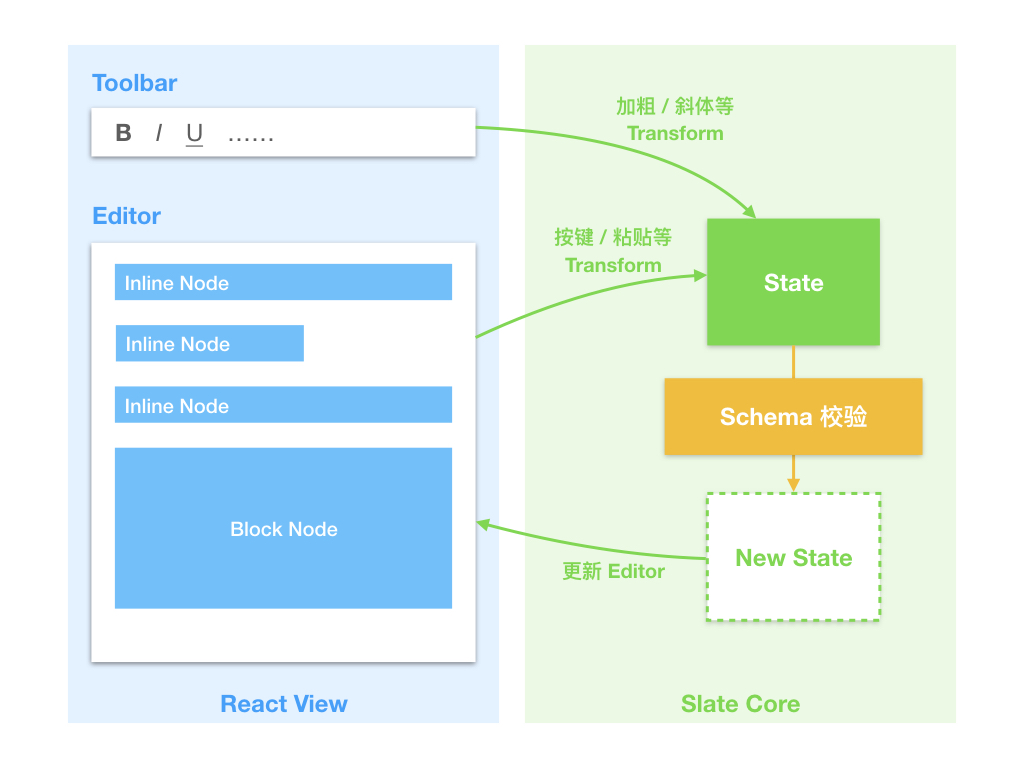 Toolbar
B I U ......
Editor
Inline Node
Inline Node
Inline Node
Block Node
React View
加粗 / 斜体等
Transform
按键 / 粘贴等
Transform
State
Schema 校验
New State
更新 Editor
Slate Core